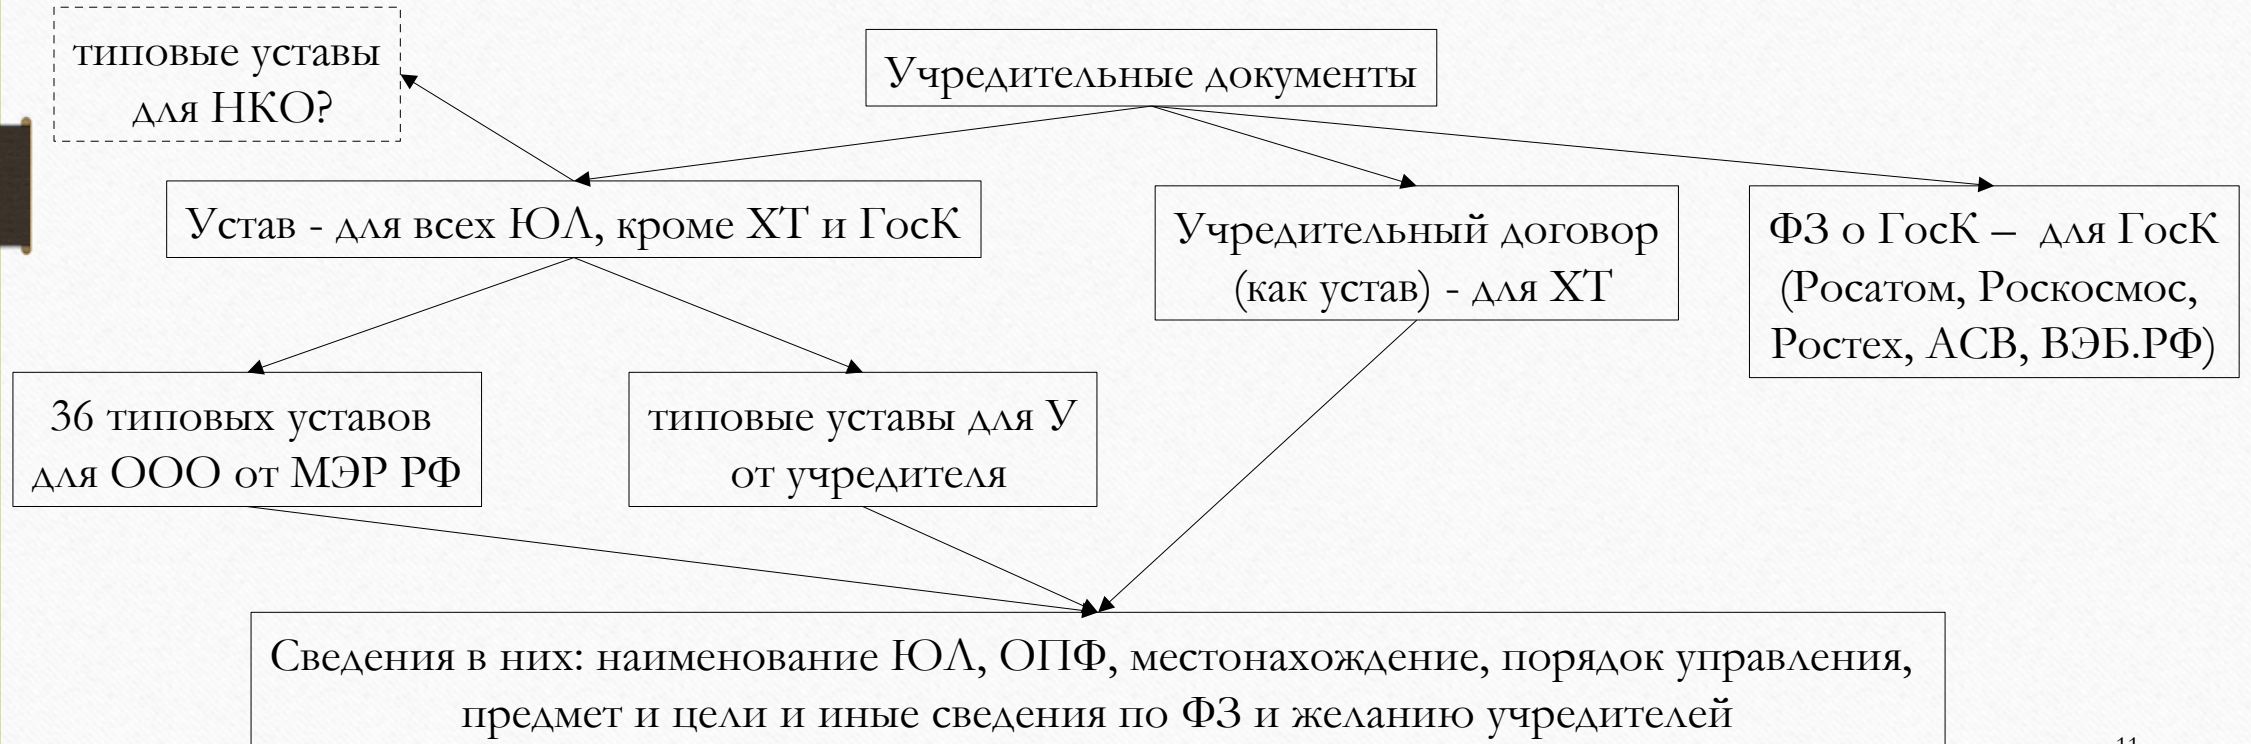 типовые уставы
для НКО?
Учредительные документы
Устав - для всех ЮЛ, кроме ХТ и ГосК
Учредительный договор
(как устав) - для ХТ
ФЗ о ГосК – для ГосК
(Росатом, Роскосмос,
Ростех, АСВ, ВЭБ.РФ)
36 типовых уставов
для ООО от МЭР РФ
типовые уставы для У
от учредителя
Сведения в них: наименование ЮЛ, ОПФ, местонахождение, порядок управления,
предмет и цели и иные сведения по ФЗ и желанию учредителей
11